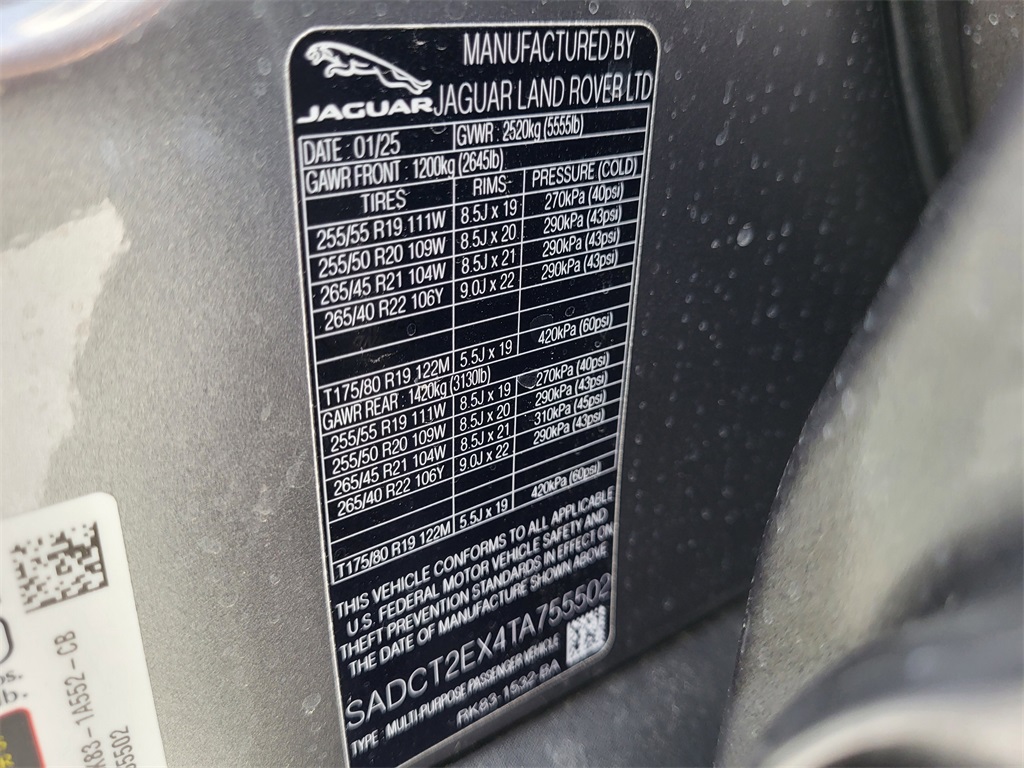 JAGUAR
MANUFACTURED BY
JAGUAR LAND ROVER LTD
DATE : 01/25 GVWR : 2520kg (5555lb)
GAWR FRONT : 1200kg (2645lb)
TIRES RIMS PRESSURE (COLD)
255/55 R19 111W 8.5J x 19 270kPa (40psi)
255/50 R20 109W 8.5J x 20 290kPa (43psi)
265/45 R21 104W 8.5J x 21 290kPa (43psi)
265/40 R22 106Y 9.0J x 22 290kPa (43psi)
T175/80 R19 122M 5.5J x 19 420kPa (60psi)
GAWR REAR : 1420kg (3130lb)
255/55 R19 111W 8.5J x 19 270kPa (40psi)
255/50 R20 109W 8.5J x 20 290kPa (43psi)
265/45 R21 104W 8.5J x 21 310kPa (45psi)
265/40 R22 106Y 9.0J x 22 290kPa (43psi)
T175/80 R19 122M 5.5J x 19 420kPa (60psi)
THIS VEHICLE CONFORMS TO ALL APPLICABLE
U.S. FEDERAL MOTOR VEHICLE SAFETY AND
THEFT PREVENTION STANDARDS IN EFFECT ON
THE DATE OF MANUFACTURE SHOWN ABOVE
SADCT2EX4TA755502
TYPE : MULTI-PURPOSE PASSENGER VEHICLE
RK83-1532-BA
K83-1A552-CB
55502